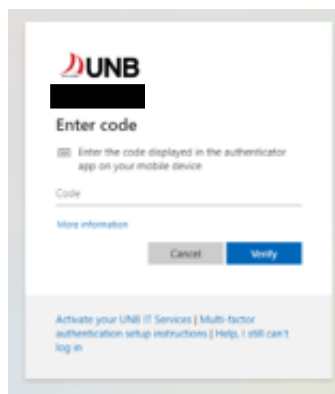 UNB
Enter code
Enter the code displayed in the authenticator
app on your mobile device
Code
More information
Cancel Verify
Activate your UNB IT Services | Multi-factor
authentication setup instructions | Help, I still can't
log in